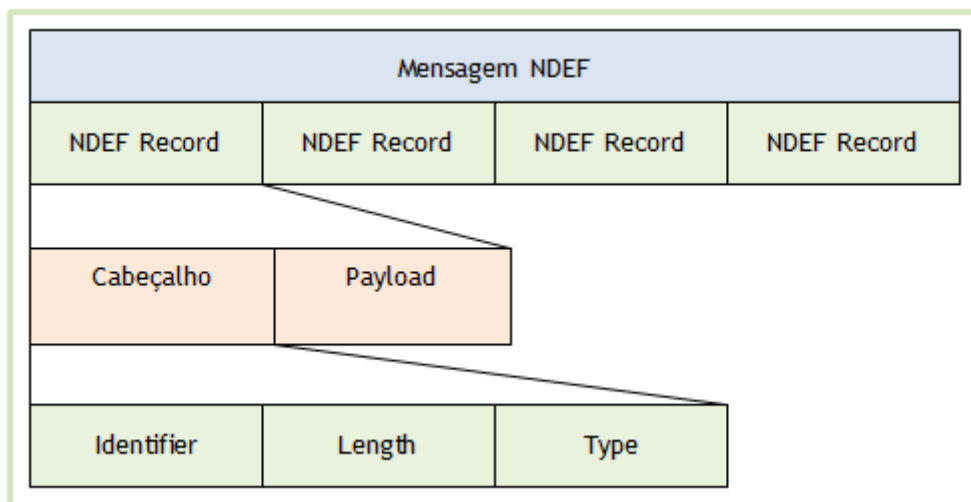 Mensagem NDEF
NDEF Record NDEF Record NDEF Record NDEF Record
Cabeçalho Payload
Identifier Length Type